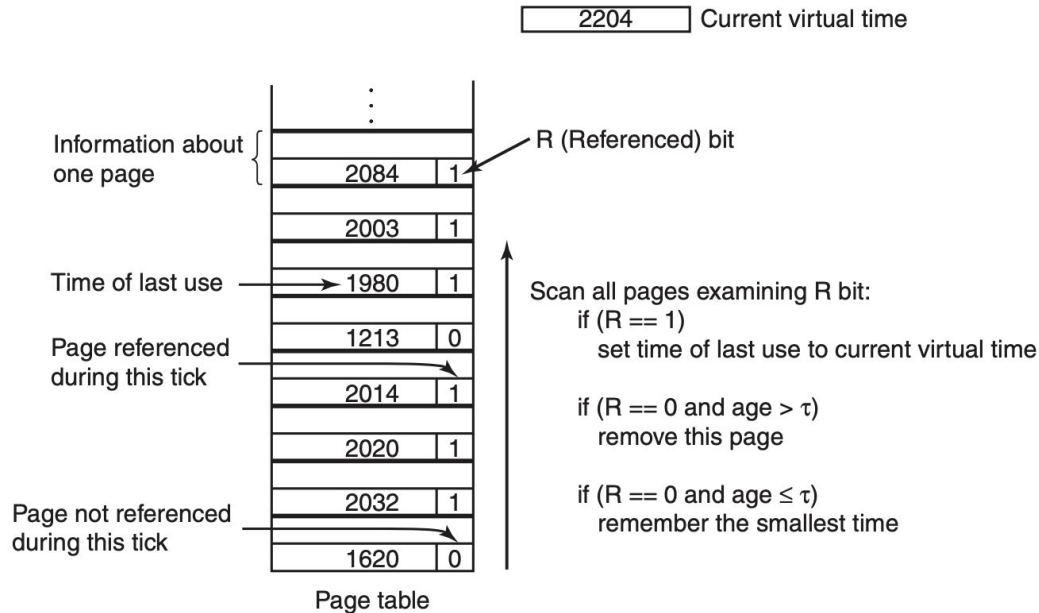 2204 Current virtual time
Information about
one page
R (Referenced) bit
2084 1
2003 1
Time of last use
1980 1
1213 0
Page referenced
during this tick
2014 1
2020 1
2032 1
Page not referenced
during this tick
1620 0
Page table
Scan all pages examining R bit:
if (R == 1)
set time of last use to current virtual time
if (R == 0 and age > τ)
remove this page
if (R == 0 and age ≤ τ)
remember the smallest time